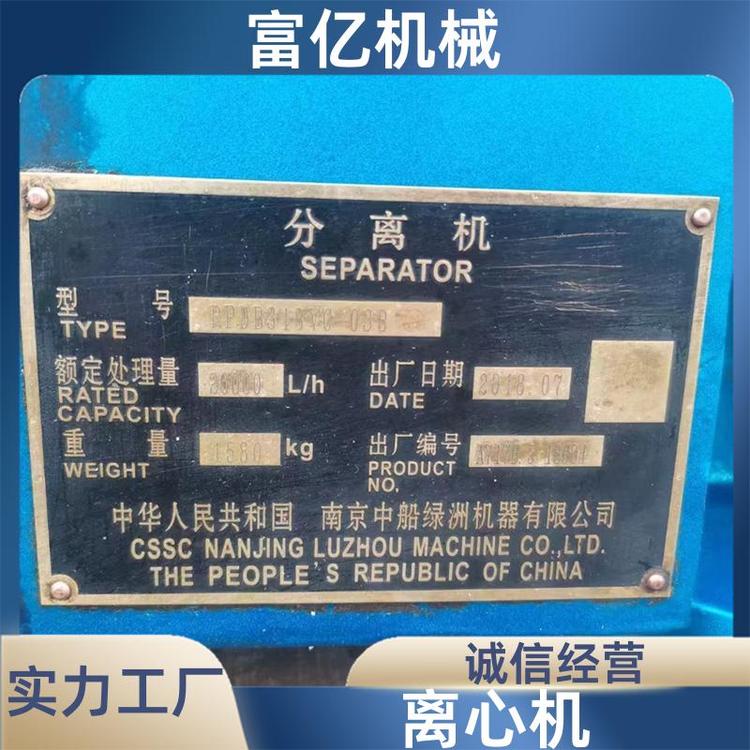 富亿机械
分离机
SEPARATOR
型号
TYPE
额定处理量 L/h
RATED
CAPACITY
出厂日期 2018.07
DATE
重量 1580 kg
WEIGHT
出厂编号
PRODUCT
NO.
中华人民共和国 南京中船绿洲机器有限公司
CSSC NANJING LUZHOU MACHINE CO.,LTD.
THE PEOPLE'S REPUBLIC OF CHINA
实力工厂
诚信经营
离心机